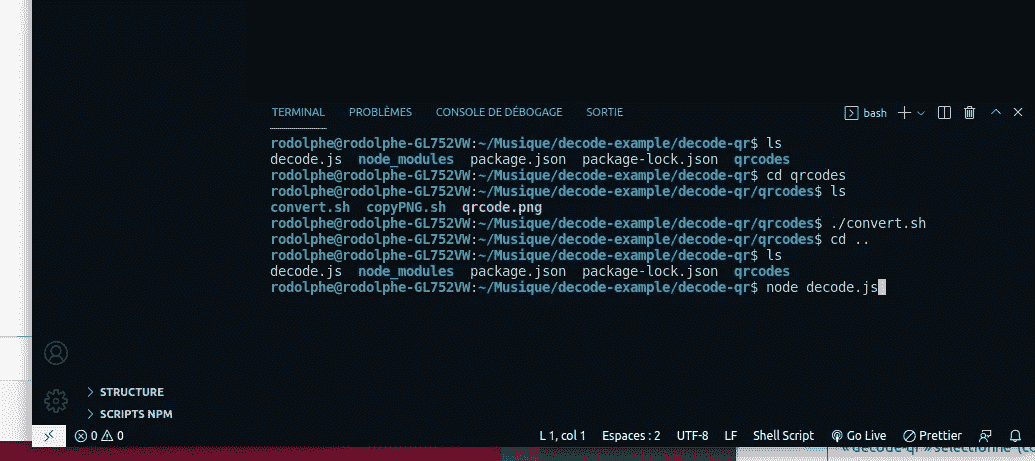 TERMINAL PROBLÈMES CONSOLE DE DÉBOGAGE SORTIE bash
rodolphe@rodolphe-GL752VW:~/Musique/decode-example/decode-qr$ ls
decode.js node_modules package.json package-lock.json qrcodes
rodolphe@rodolphe-GL752VW:~/Musique/decode-example/decode-qr$ cd qrcodes
rodolphe@rodolphe-GL752VW:~/Musique/decode-example/decode-qr/qrcodes$ ls
convert.sh copyPNG.sh qrcode.png
rodolphe@rodolphe-GL752VW:~/Musique/decode-example/decode-qr/qrcodes$ ./convert.sh
rodolphe@rodolphe-GL752VW:~/Musique/decode-example/decode-qr/qrcodes$ cd ..
rodolphe@rodolphe-GL752VW:~/Musique/decode-example/decode-qr$ ls
decode.js node_modules package.json package-lock.json qrcodes
rodolphe@rodolphe-GL752VW:~/Musique/decode-example/decode-qr$ node decode.js
STRUCTURE
SCRIPTS NPM
0 0 L 1, col 1 Espaces : 2 UTF-8 LF Shell Script Go Live Prettier